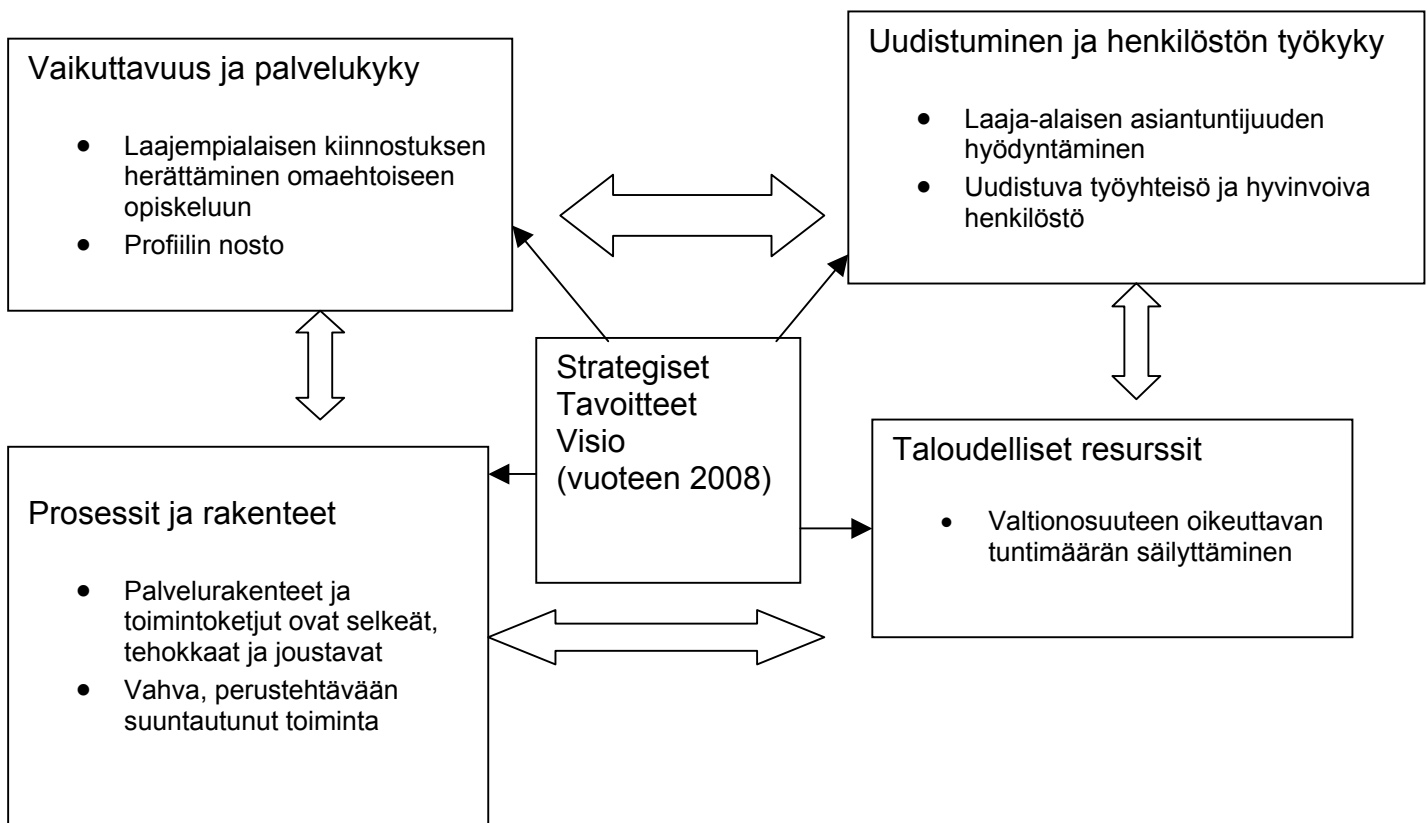 Vaikuttavuus ja palvelukyky
• Laajempialaisen kiinnostuksen
herättäminen omaehtoiseen
opiskeluun
• Profiilin nosto
Uudistuminen ja henkilöstön työkyky
• Laaja-alaisen asiantuntijuuden
hyödyntäminen
• Uudistuva työyhteisö ja hyvinvoiva
henkilöstö
Strategiset
Tavoitteet
Visio
(vuoteen 2008)
Prosessit ja rakenteet
• Palvelurakenteet ja
toimintoketjut ovat selkeät,
tehokkaat ja joustavat
• Vahva, perustehtävään
suuntautunut toiminta
Taloudelliset resurssit
• Valtionosuuteen oikeuttavan
tuntimäärän säilyttäminen